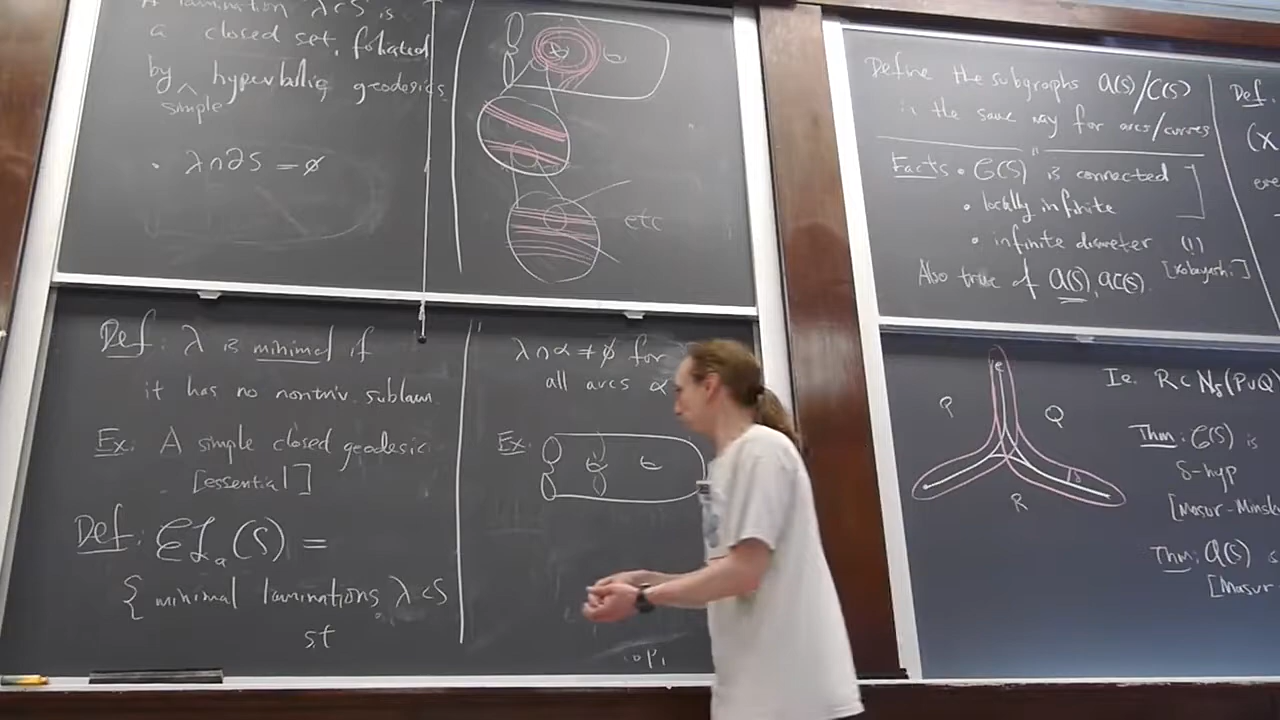 A lamination λ⊂S is
a closed set, foliated
by ^ hyperbolic geodesics
simple
• λ∩∂S = ∅
etc
Def: λ is minimal if
it has no nontriv. sublam
Ex: A simple closed geodesic
[essential]
Def: EL_a(S) =
{ minimal laminations λ⊂S
st
λ∩α ≠ ∅ for
all arcs α
Ex:
Define the subgraphs a(S)/C(S)
in the same way for arcs/curves
Facts • G(S) is connected
• locally infinite
• infinite diameter (!)
Also true of a(S), aC(S). [Kobayashi]
Def.
(X
P
Q
R
e
δ
Ie. R⊂N_δ(P∪Q)
Thm: G(S) is
δ-hyp
[Masur-Minsk
Thm: a(S) is
[Masur